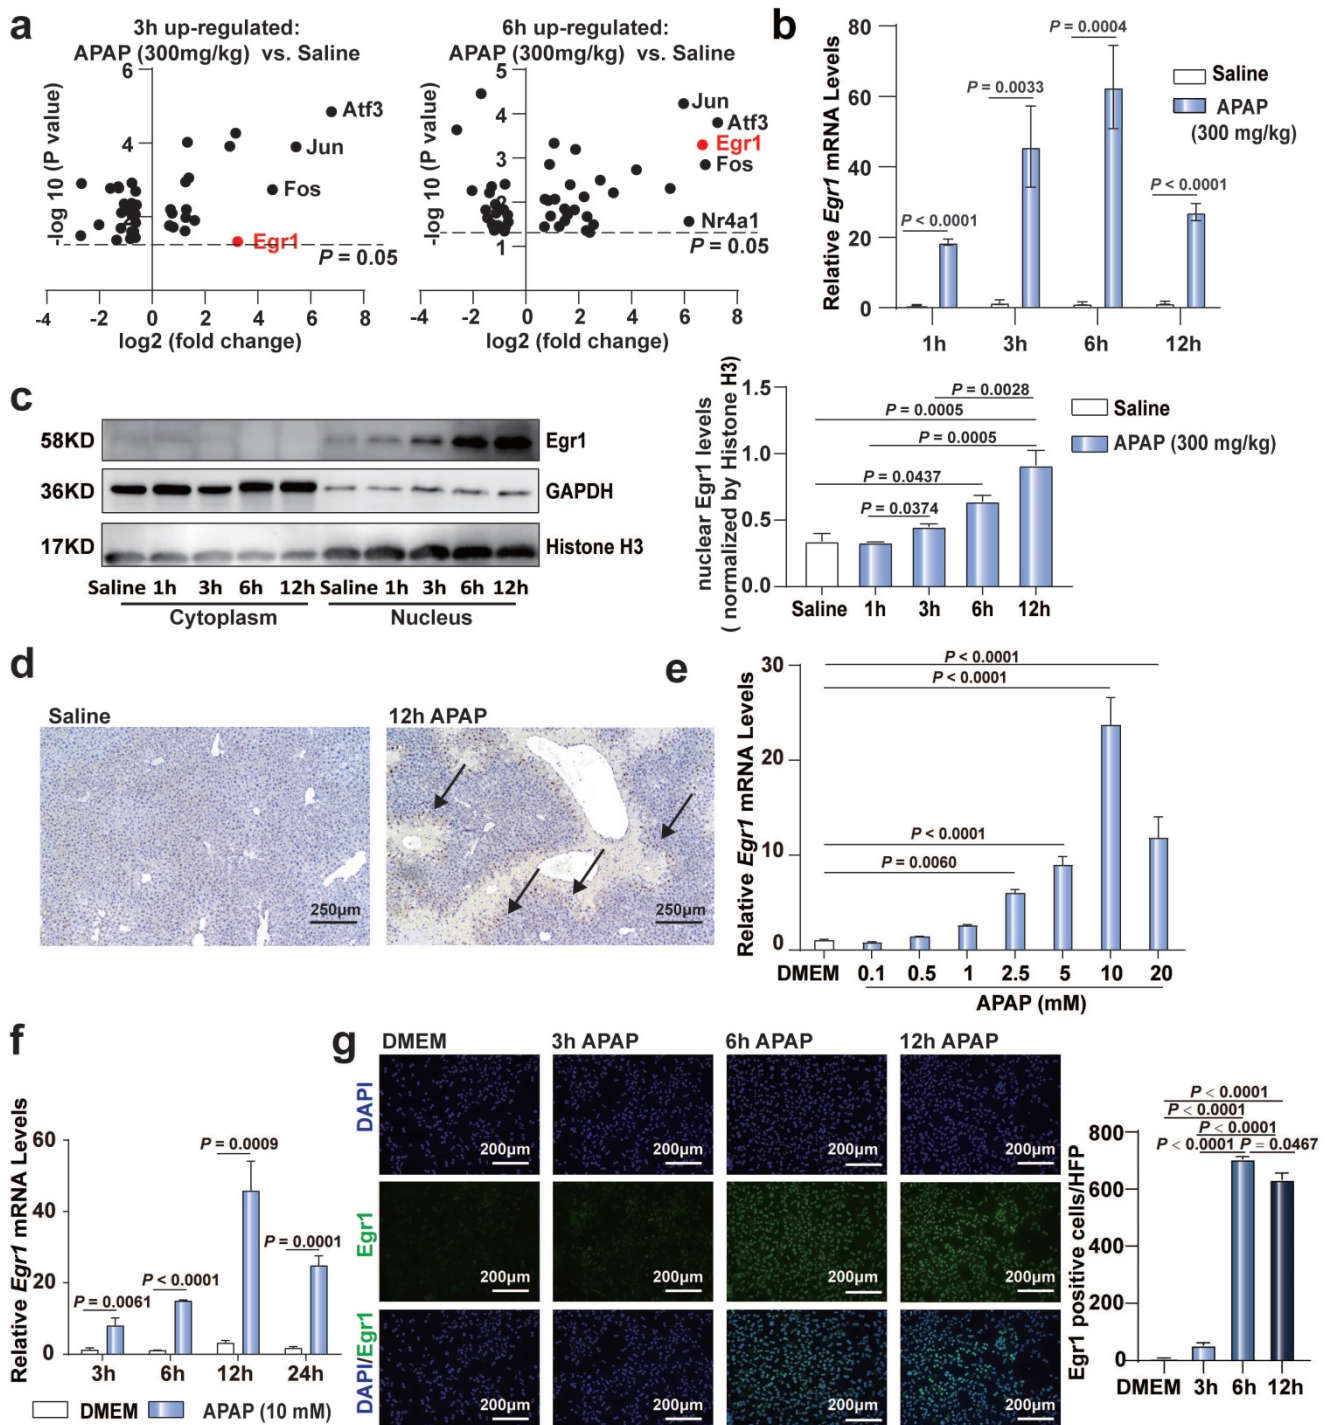 a
3h up-regulated:
APAP (300mg/kg) vs. Saline
6
4
2
-log 10 (P value)
Atf3
Jun
Fos
Egr1
P = 0.05
-4 -2 0 2 4 6 8
log2 (fold change)
6h up-regulated:
APAP (300mg/kg) vs. Saline
5
4
3
2
1
-log 10 (P value)
Jun
Atf3
Egr1
Fos
Nr4a1
P = 0.05
-4 -2 0 2 4 6 8
log2 (fold change)
b
Relative Egr1 mRNA Levels
80
60
40
20
0
P < 0.0001
P = 0.0033
P = 0.0004
P < 0.0001
1h 3h 6h 12h
Saline
APAP
(300 mg/kg)
c
58KD
Egr1
36KD
GAPDH
17KD
Histone H3
Saline 1h 3h 6h 12h Saline 1h 3h 6h 12h
Cytoplasm Nucleus
nuclear Egr1 levels
( normalized by Histone H3)
1.5
1.0
0.5
0.0
P = 0.0028
P = 0.0005
P = 0.0005
P = 0.0437
P = 0.0374
Saline 1h 3h 6h 12h
Saline
APAP (300 mg/kg)
d
Saline
250μm
12h APAP
250μm
e
Relative Egr1 mRNA Levels
30
20
10
0
P < 0.0001
P < 0.0001
P < 0.0001
P = 0.0060
DMEM 0.1 0.5 1 2.5 5 10 20
APAP (mM)
f
Relative Egr1 mRNA Levels
60
40
20
0
P = 0.0061
P < 0.0001
P = 0.0009
P = 0.0001
3h 6h 12h 24h
DMEM APAP (10 mM)
g
DMEM 3h APAP 6h APAP 12h APAP
DAPI
200μm 200μm 200μm 200μm
Egr1
200μm 200μm 200μm 200μm
DAPI/Egr1
200μm 200μm 200μm 200μm
Egr1 positive cells/HFP
800
600
400
200
0
P < 0.0001
P < 0.0001
P < 0.0001
P < 0.0001 P = 0.0467
DMEM 3h 6h 12h